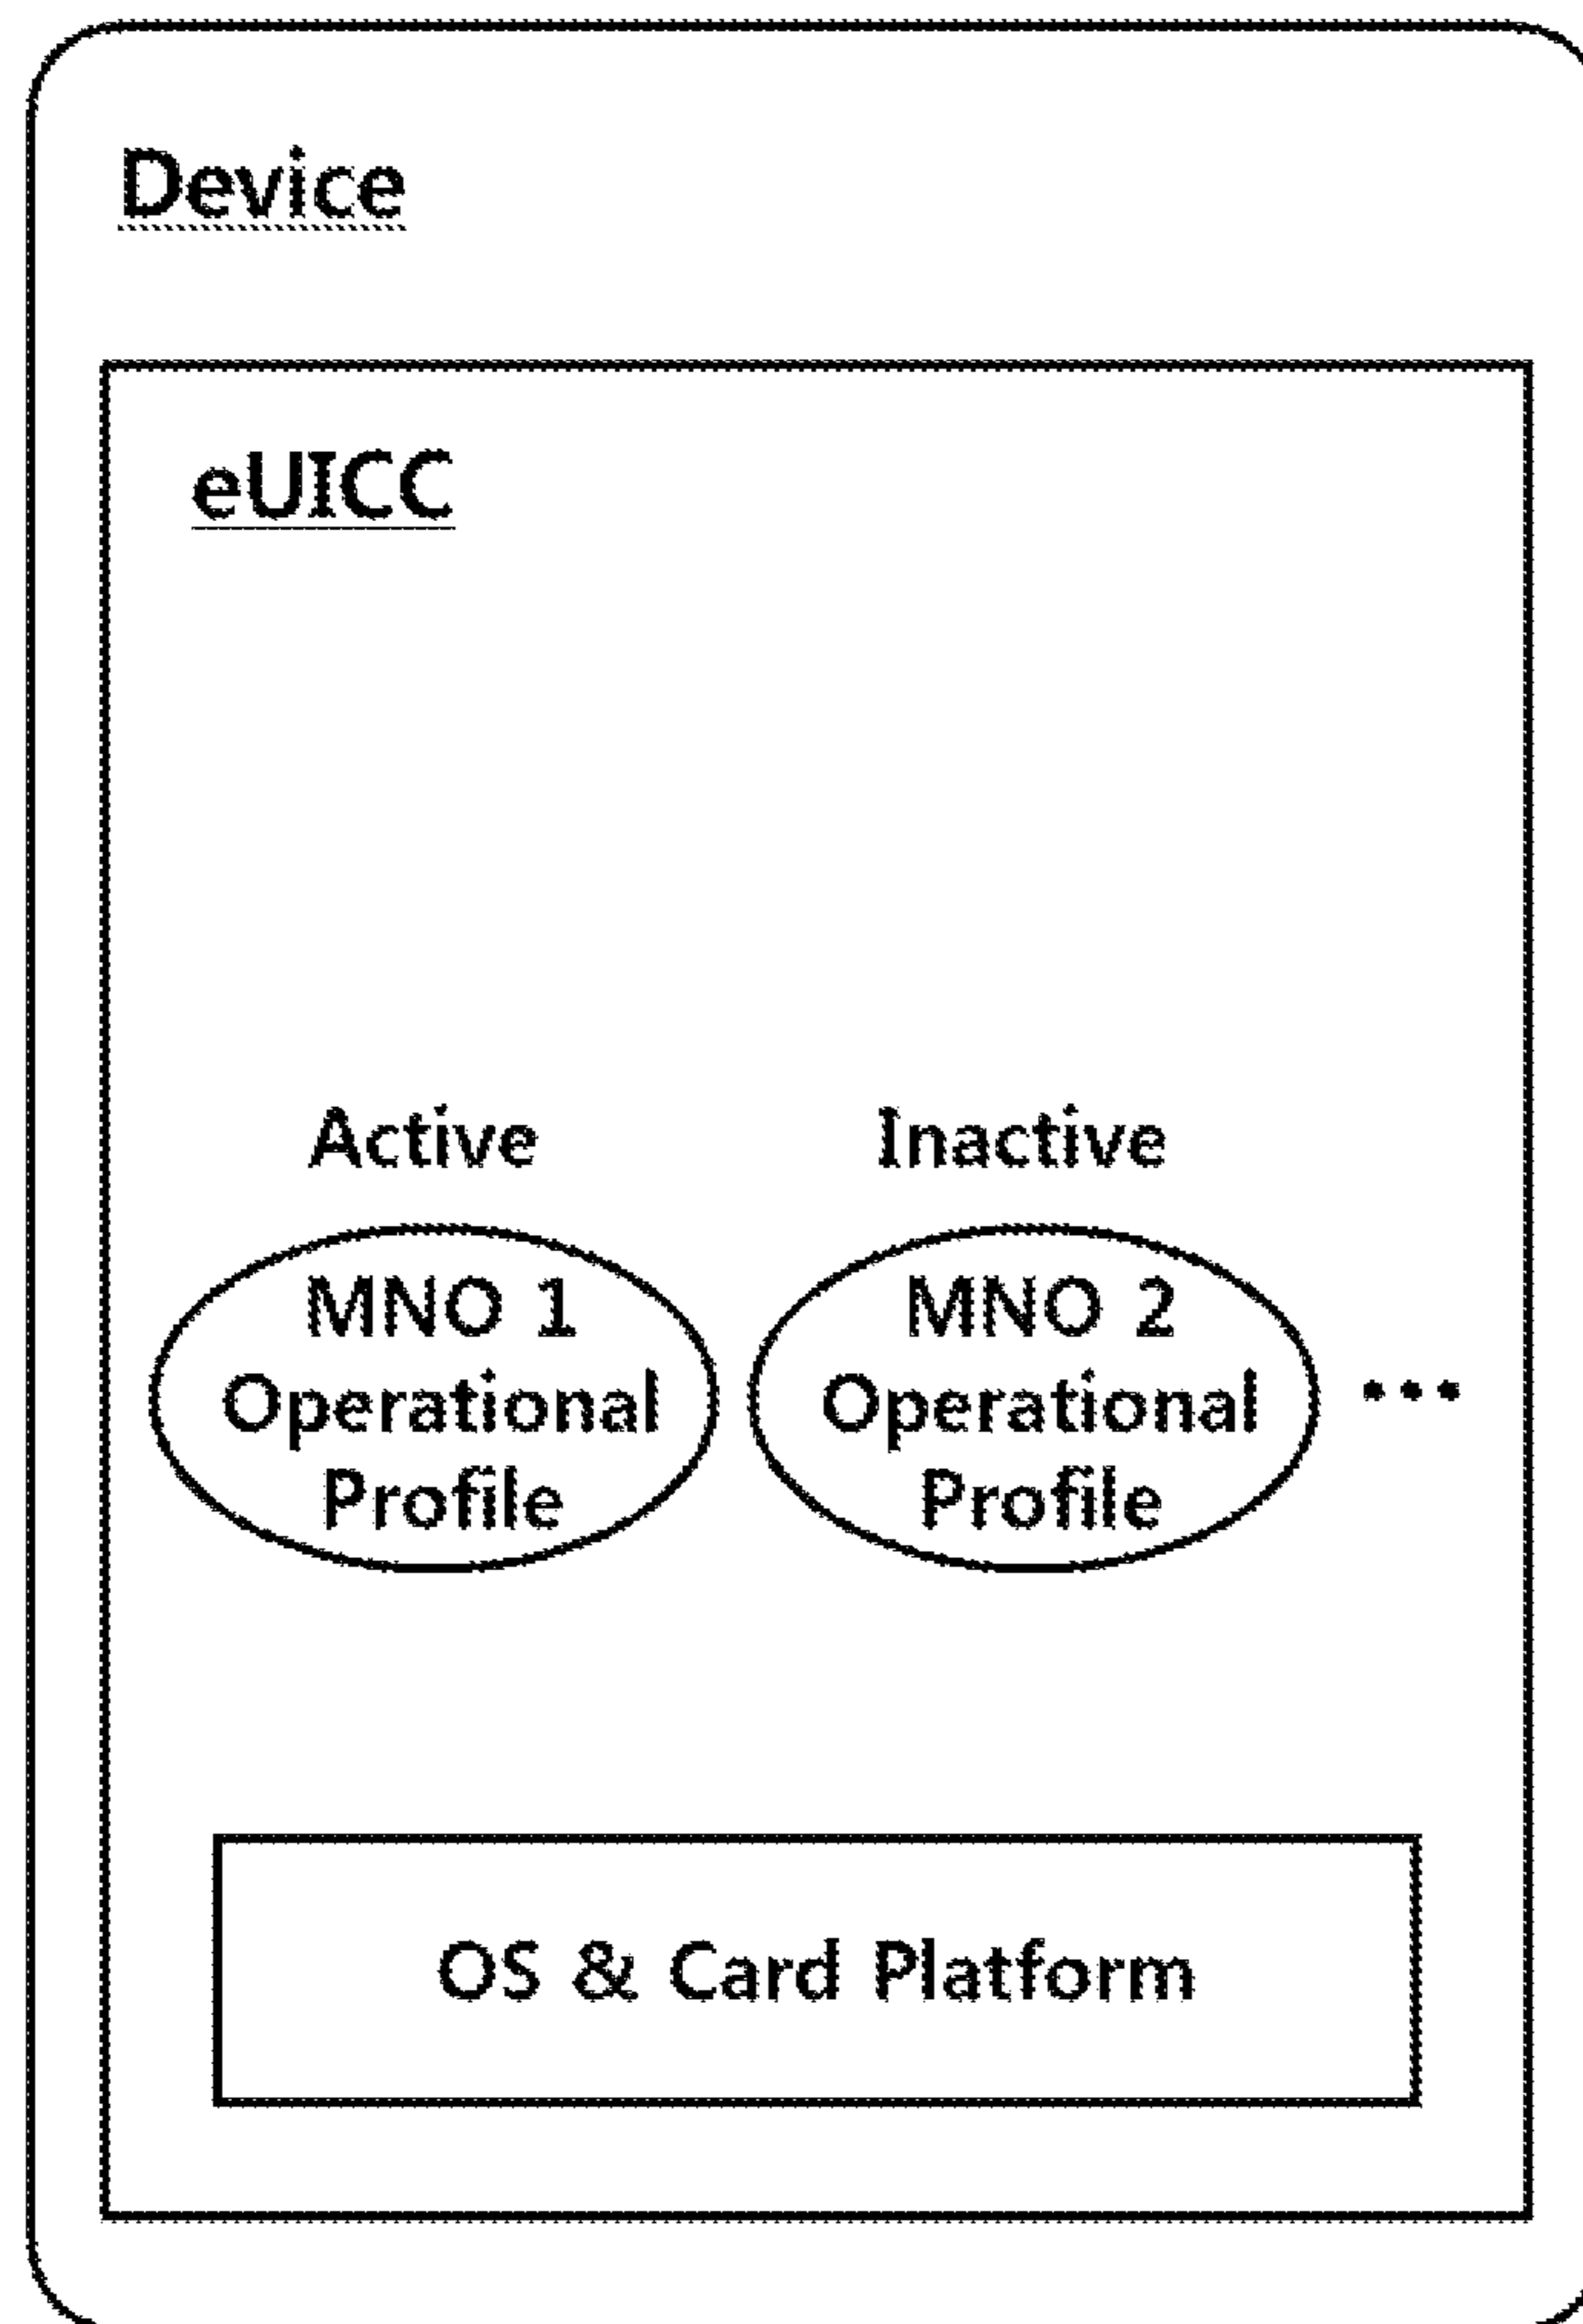 Device
eUICC
Active Inactive
MNO 1
Operational
Profile
MNO 2
Operational
Profile
...
OS & Card Platform